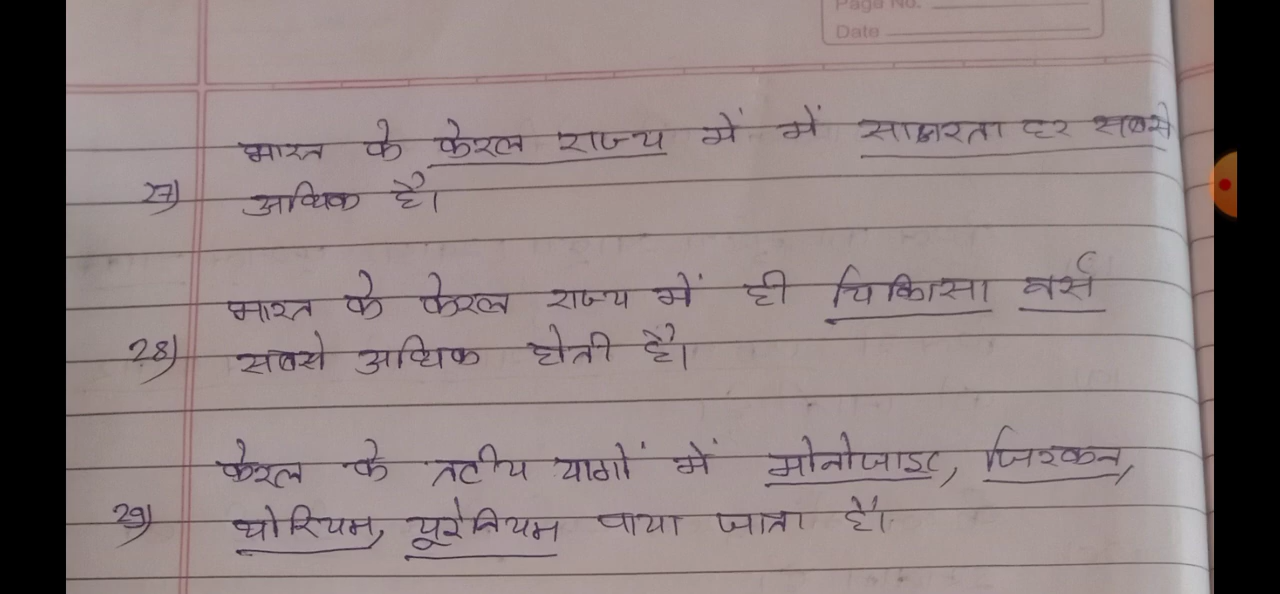 Page No.
Date
भारत के केरल राज्य में में साक्षरता दर सबसे
27) अधिक है।
भारत के केरल राज्य में ही चिकित्सा नर्स
28) सबसे अधिक होती है।
केरल के तटीय भागों में मोनोजाइट, जिरकन,
29) थोरियम, यूरेनियम पाया जाता है।